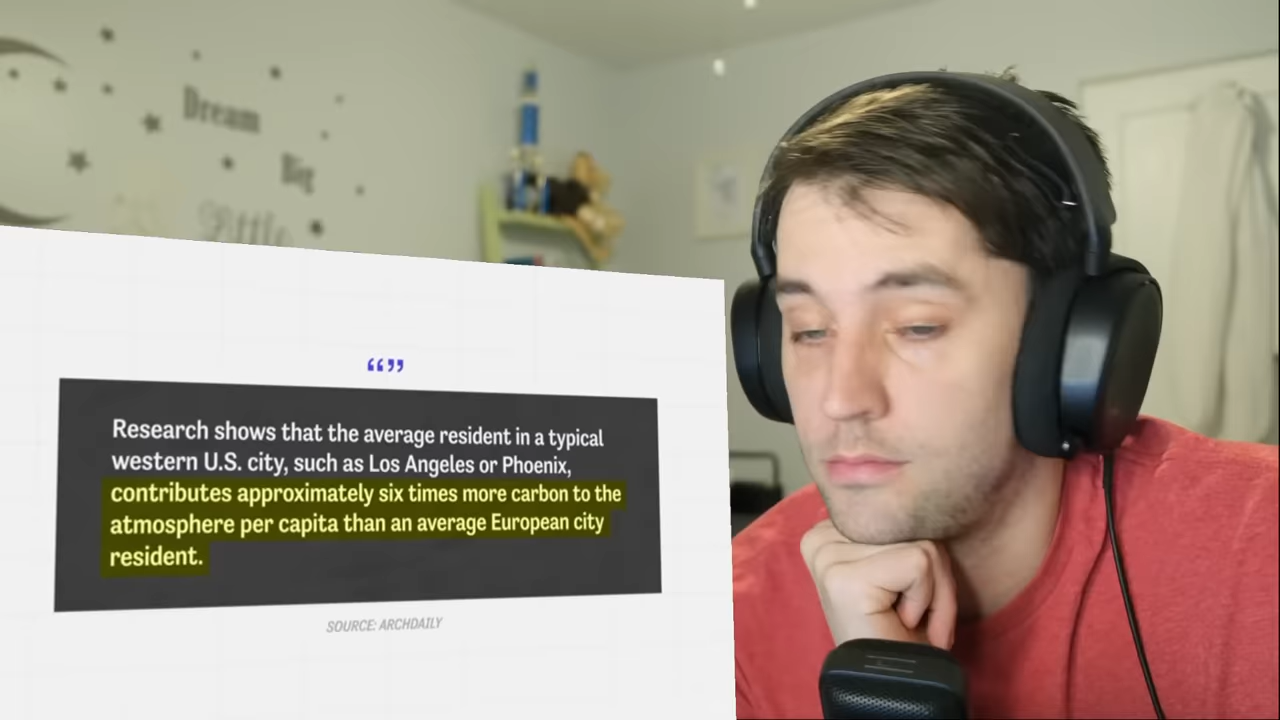 Dream
Big
Little
“”
Research shows that the average resident in a typical
western U.S. city, such as Los Angeles or Phoenix,
contributes approximately six times more carbon to the
atmosphere per capita than an average European city
resident.
SOURCE: ARCHDAILY